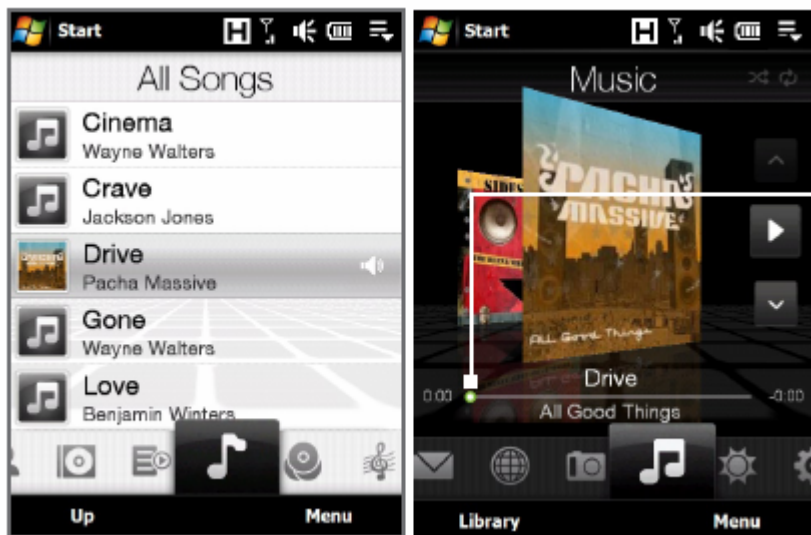 Start
All Songs
Cinema
Wayne Walters
Crave
Jackson Jones
Drive
Pacha Massive
Gone
Wayne Walters
Love
Benjamin Winters
Up
Menu
Start
Music
SIDES
PACHA'S
MASSIVE
All Good Things
Drive
0:00
-0:00
All Good Things
Library
Menu